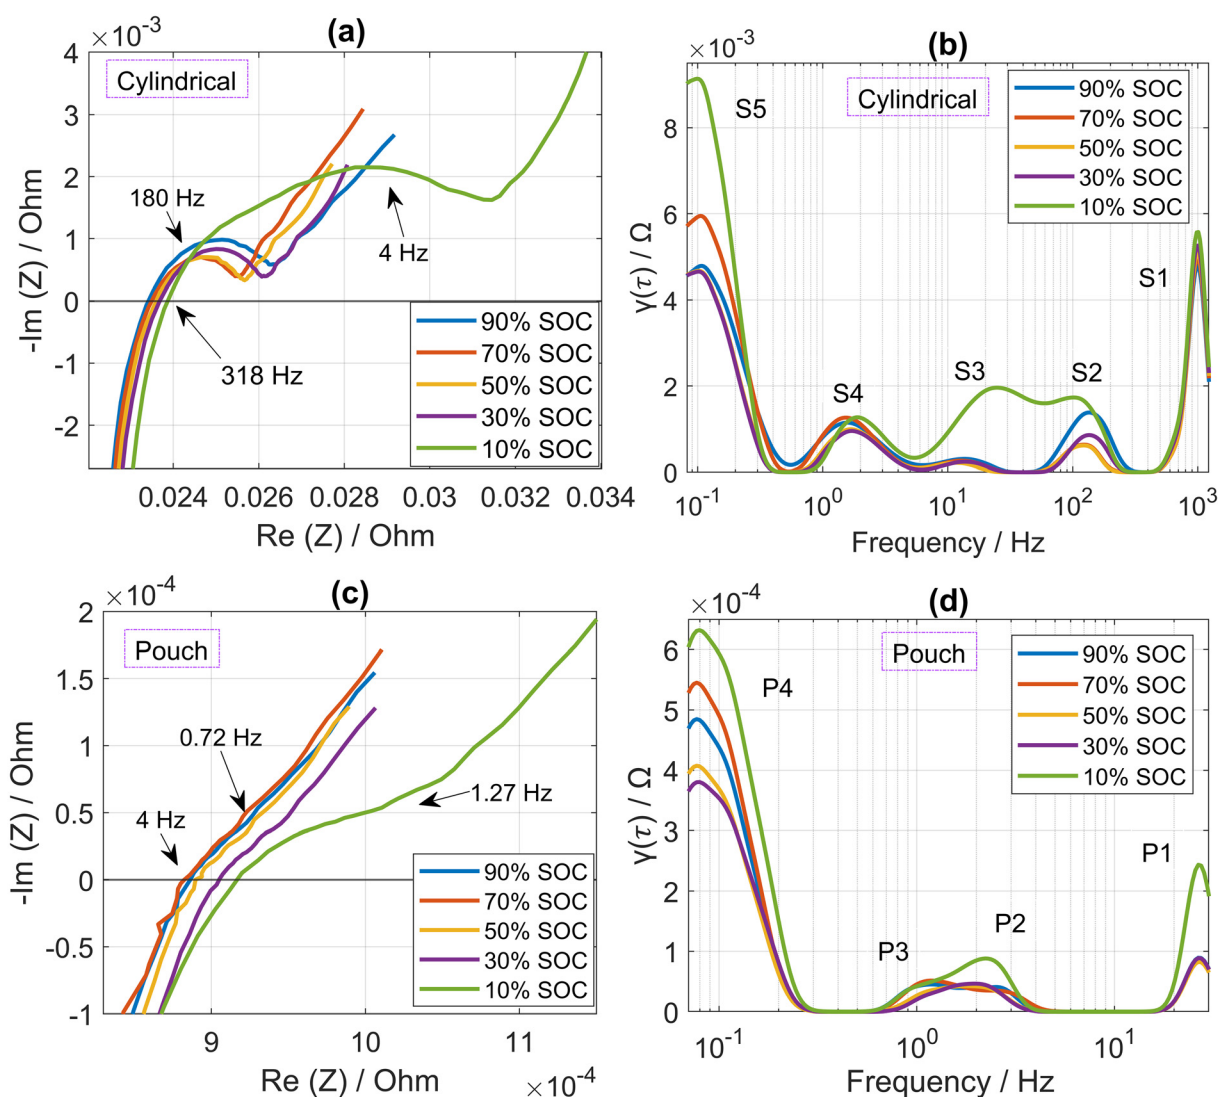 (a)
×10⁻³
Cylindrical
180 Hz
4 Hz
318 Hz
4
3
2
1
0
-1
-2
-Im (Z) / Ohm
0.024
0.026
0.028
0.03
0.032
0.034
Re (Z) / Ohm
90% SOC
70% SOC
50% SOC
30% SOC
10% SOC
(b)
×10⁻³
Cylindrical
S5
S4
S3
S2
S1
90% SOC
70% SOC
50% SOC
30% SOC
10% SOC
8
6
4
2
0
γ(τ) / Ω
10⁻¹
10⁰
10¹
10²
10³
Frequency / Hz
(c)
×10⁻⁴
Pouch
0.72 Hz
4 Hz
1.27 Hz
2
1.5
1
0.5
0
-0.5
-1
-Im (Z) / Ohm
90% SOC
70% SOC
50% SOC
30% SOC
10% SOC
9
10
11
Re (Z) / Ohm
×10⁻⁴
(d)
×10⁻⁴
Pouch
P4
P3
P2
P1
90% SOC
70% SOC
50% SOC
30% SOC
10% SOC
6
5
4
3
2
1
0
γ(τ) / Ω
10⁻¹
10⁰
10¹
Frequency / Hz